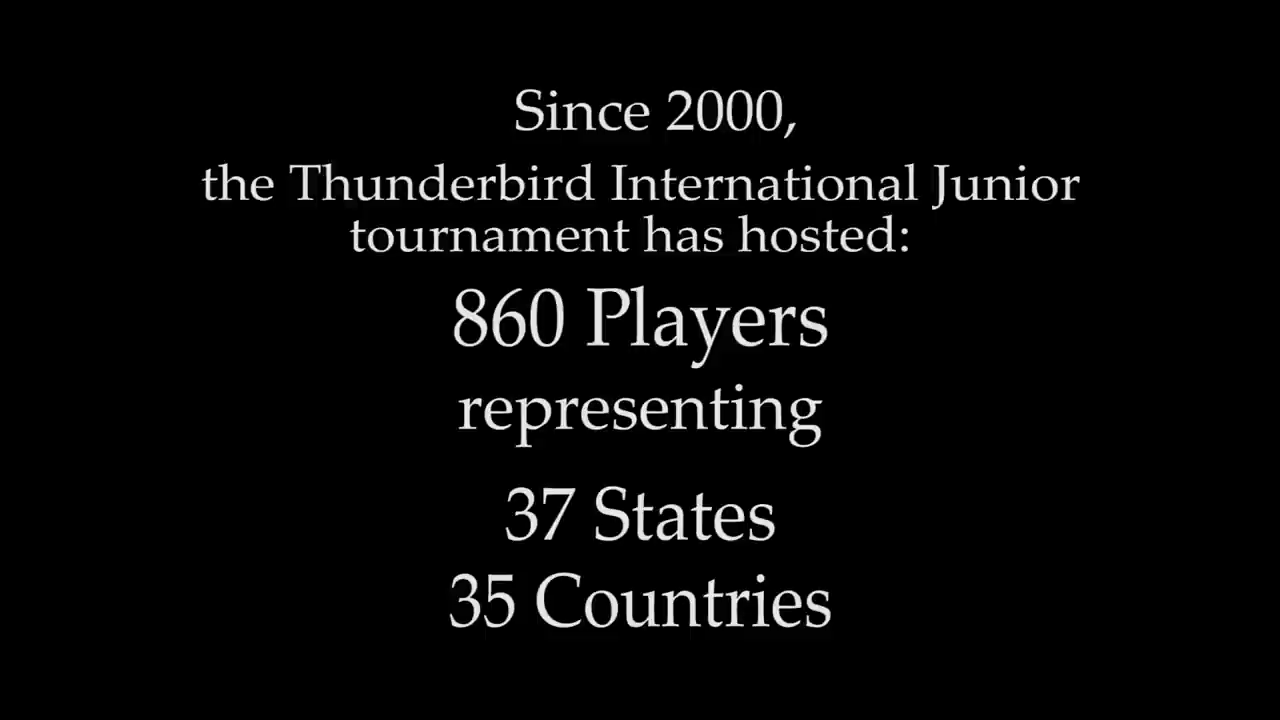 Since 2000,
the Thunderbird International Junior
tournament has hosted:
860 Players
representing
37 States
35 Countries